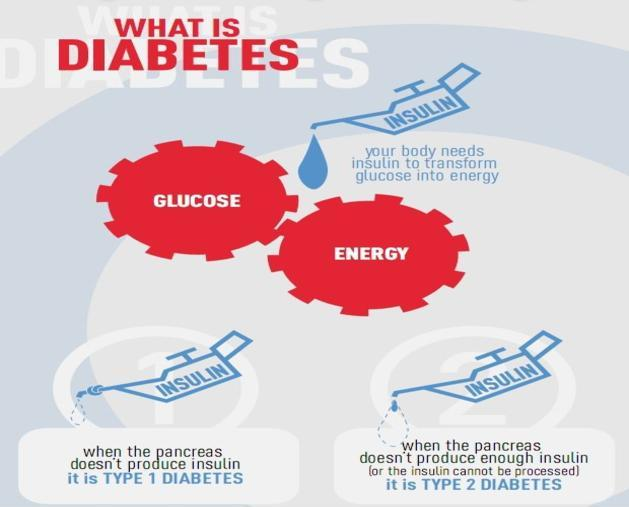 WHAT IS
DIABETES
INSULIN
your body needs
insulin to transform
glucose into energy
GLUCOSE
ENERGY
1
INSULIN
when the pancreas
doesn't produce insulin
it is TYPE 1 DIABETES
2
INSULIN
when the pancreas
doesn't produce enough insulin
(or the insulin cannot be processed)
it is TYPE 2 DIABETES